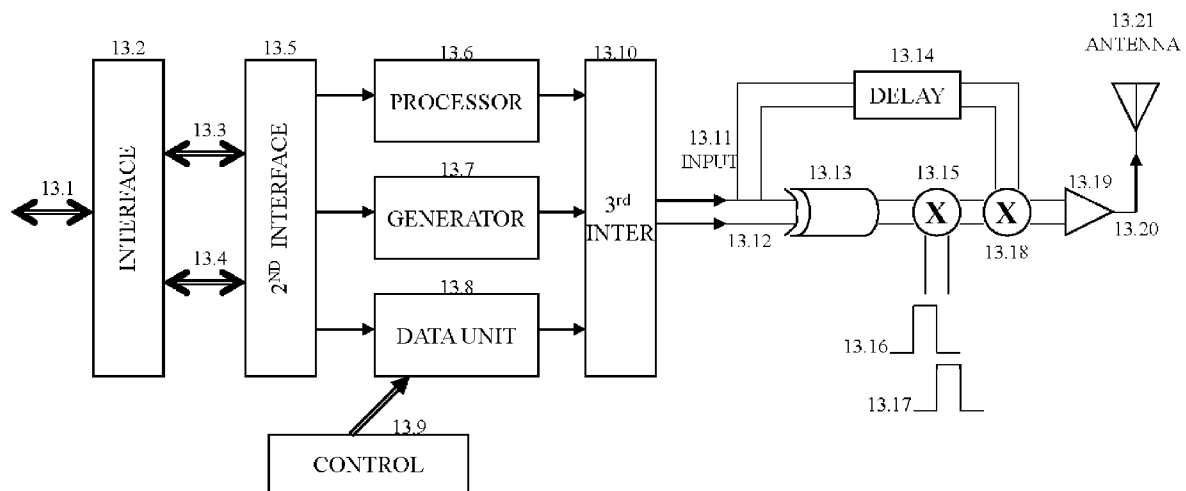 13.21
ANTENNA
13.2
13.5
13.6
13.10
13.14
PROCESSOR
DELAY
13.3
13.11
INPUT
13.1
13.7
13.13
13.15
13.19
INTERFACE
2ND INTERFACE
GENERATOR
3rd
INTER
X
X
13.12
13.18
13.20
13.4
13.8
DATA UNIT
13.16
13.17
13.9
CONTROL